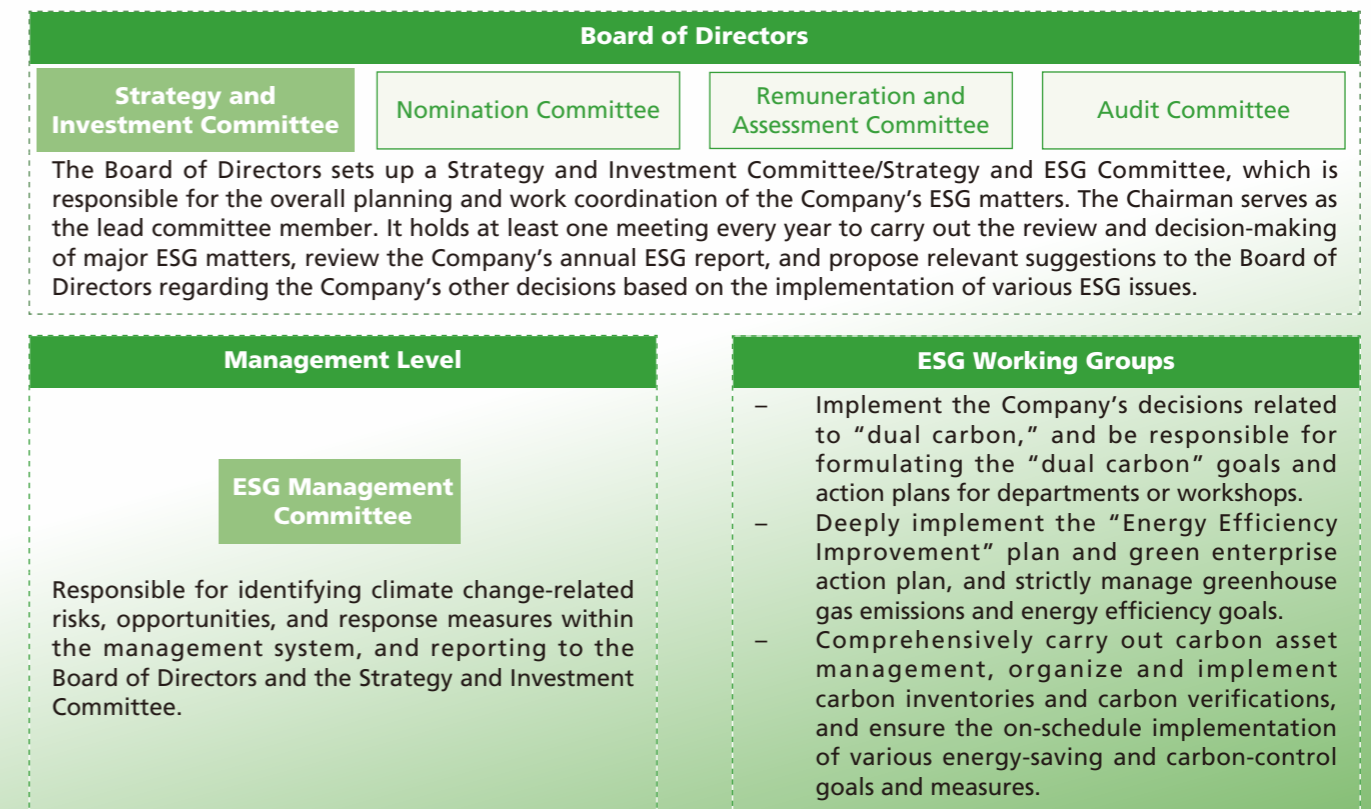 Board of Directors
Strategy and
Investment Committee
Nomination Committee
Remuneration and
Assessment Committee
Audit Committee
The Board of Directors sets up a Strategy and Investment Committee/Strategy and ESG Committee, which is
responsible for the overall planning and work coordination of the Company’s ESG matters. The Chairman serves as
the lead committee member. It holds at least one meeting every year to carry out the review and decision-making
of major ESG matters, review the Company’s annual ESG report, and propose relevant suggestions to the Board of
Directors regarding the Company’s other decisions based on the implementation of various ESG issues.
Management Level
ESG Management
Committee
Responsible for identifying climate change-related
risks, opportunities, and response measures within
the management system, and reporting to the
Board of Directors and the Strategy and Investment
Committee.
ESG Working Groups
– Implement the Company’s decisions related
to “dual carbon,” and be responsible for
formulating the “dual carbon” goals and
action plans for departments or workshops.
– Deeply implement the “Energy Efficiency
Improvement” plan and green enterprise
action plan, and strictly manage greenhouse
gas emissions and energy efficiency goals.
– Comprehensively carry out carbon asset
management, organize and implement
carbon inventories and carbon verifications,
and ensure the on-schedule implementation
of various energy-saving and carbon-control
goals and measures.